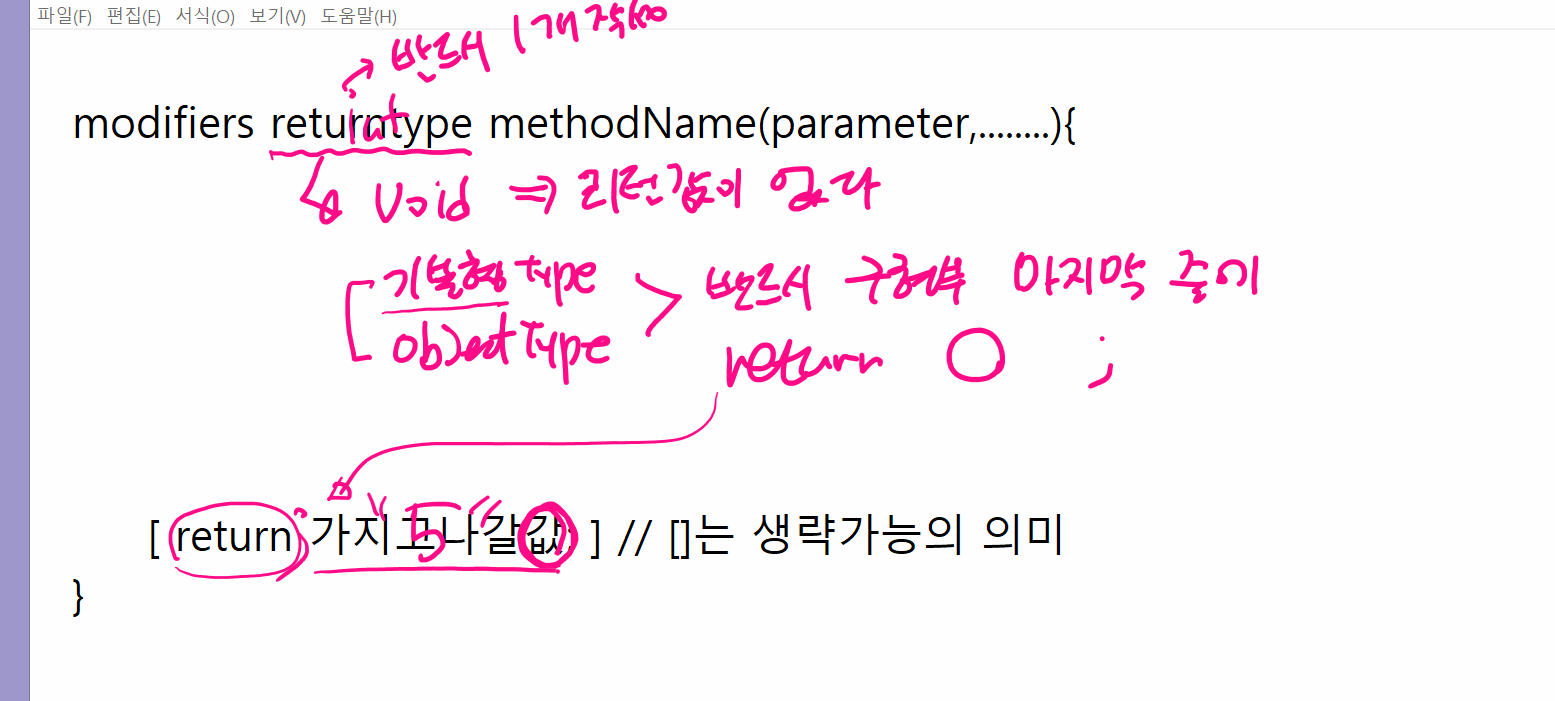 파일(F) 편집(E) 서식(O) 보기(V) 도움말(H)
반드시 1개
int
modifiers returntype methodName(parameter,........){
void => 리턴값이 없다
기본형 type
object type
반드시 구현부 마지막 줄에
return ○ ;
"5"
[ return 가지고나갈값; ] // []는 생략가능의 의미
}